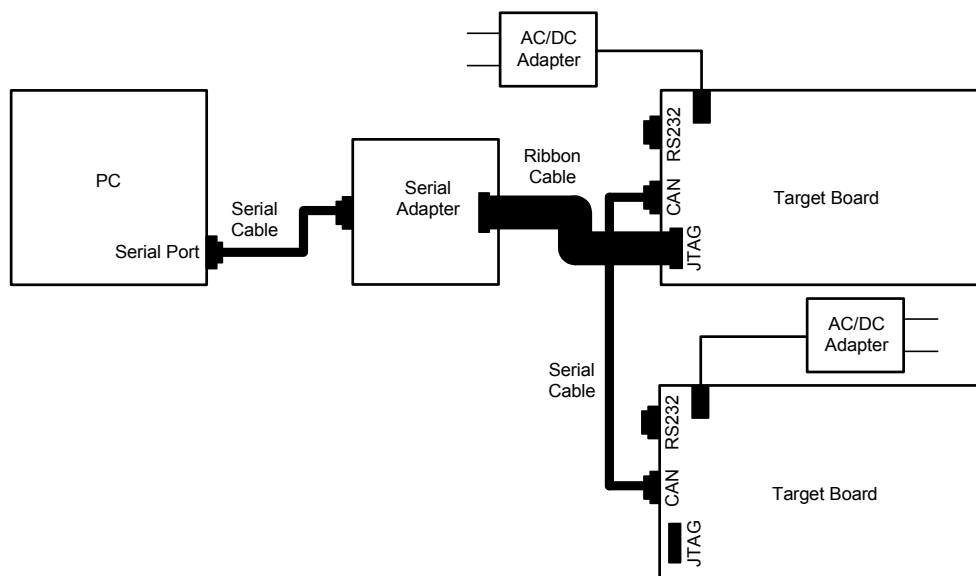 AC/DC
Adapter
PC
Serial Port
Serial
Cable
Serial
Adapter
Ribbon
Cable
RS232
CAN
JTAG
Target Board
AC/DC
Adapter
Serial
Cable
RS232
CAN
JTAG
Target Board